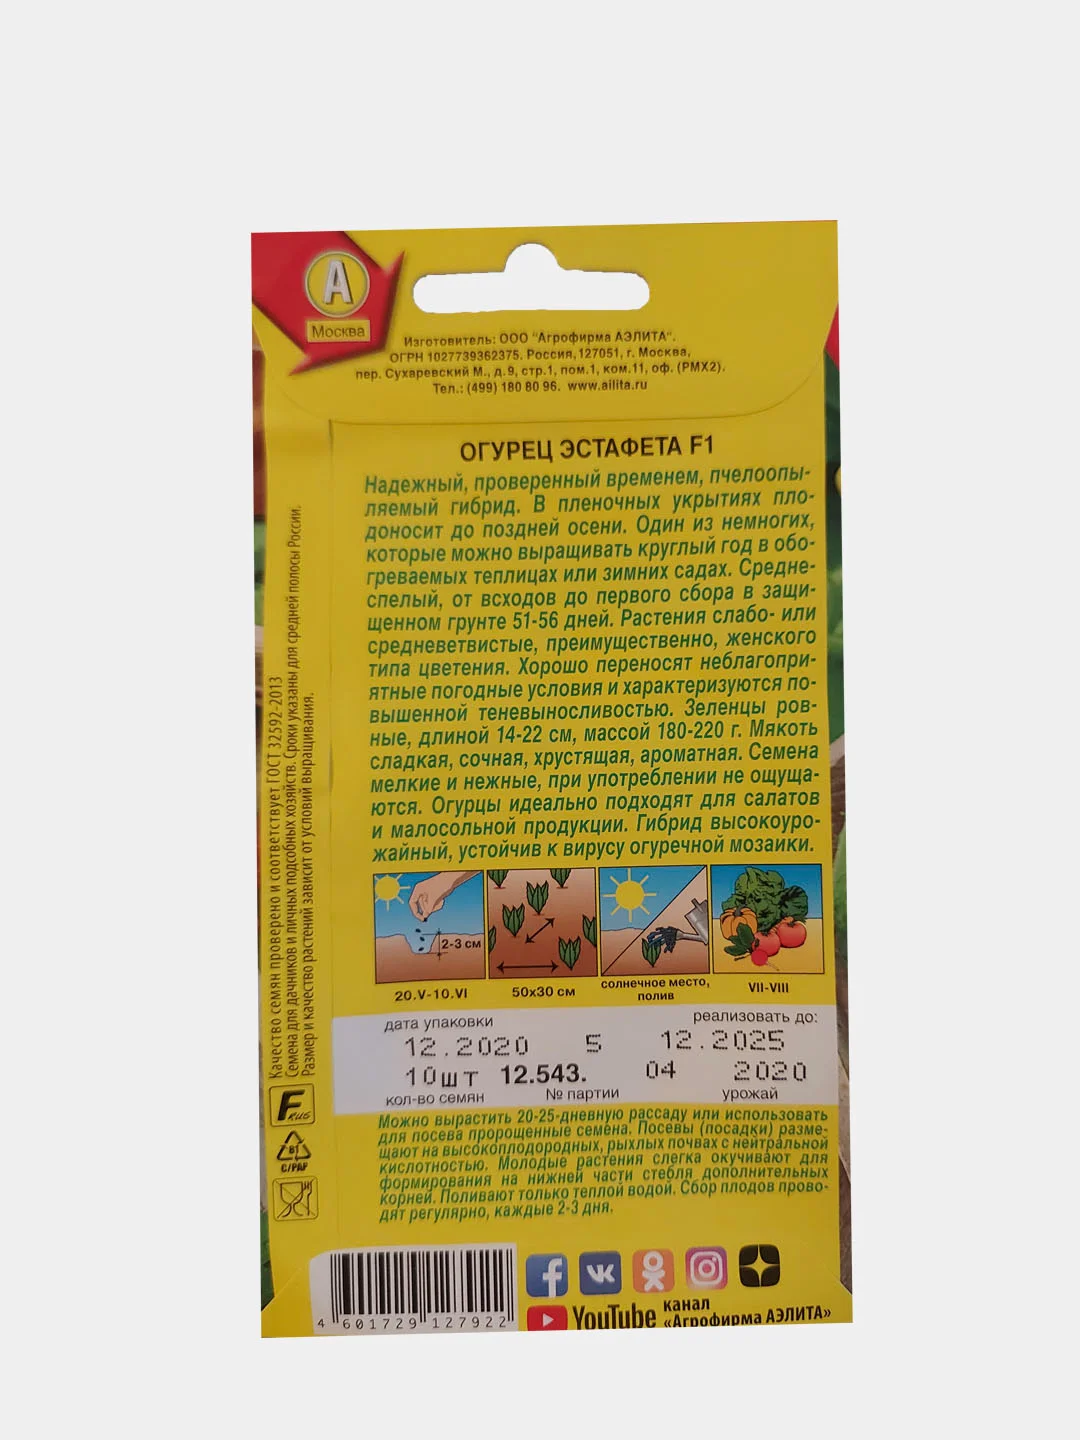 А
Москва
Изготовитель: ООО "Агрофирма АЭЛИТА".
ОГРН 1027739362375. Россия,127051, г. Москва,
пер. Сухаревский М., д.9, стр.1, пом.1, ком.11, оф. (РМХ2).
Тел.: (499) 180 80 96. www.ailita.ru
ОГУРЕЦ ЭСТАФЕТА F1
Надежный, проверенный временем, пчелоопы-
ляемый гибрид. В пленочных укрытиях пло-
доносит до поздней осени. Один из немногих,
которые можно выращивать круглый год в обо-
греваемых теплицах или зимних садах. Средне-
спелый, от всходов до первого сбора в защи-
щенном грунте 51-56 дней. Растения слабо- или
средневетвистые, преимущественно, женского
типа цветения. Хорошо переносят неблагопри-
ятные погодные условия и характеризуются по-
вышенной теневыносливостью. Зеленцы ров-
ные, длиной 14-22 см, массой 180-220 г. Мякоть
сладкая, сочная, хрустящая, ароматная. Семена
мелкие и нежные, при употреблении не ощуща-
ются. Огурцы идеально подходят для салатов
и малосольной продукции. Гибрид высокоуро-
жайный, устойчив к вирусу огуречной мозаики.
2-3 см
20.V-10.VI
50х30 см
солнечное место,
полив
VII-VIII
дата упаковки
реализовать до:
12.2020 5 12.2025
10шт 12.543. 04 2020
кол-во семян № партии урожай
Можно вырастить 20-25-дневную рассаду или использовать
для посева пророщенные семена. Посевы (посадки) разме-
щают на высокоплодородных, рыхлых почвах с нейтральной
кислотностью. Молодые растения слегка окучивают для
формирования на нижней части стебля дополнительных
корней. Поливают только теплой водой. Сбор плодов прово-
дят регулярно, каждые 2-3 дня.
Качество семян проверено и соответствует ГОСТ 32592-2013
Семена для дачников и личных подсобных хозяйств. Сроки указаны для средней полосы России.
Размер и качество растений зависит от условий выращивания.
F RUS
81
C/PAP
4 601729 127922
YouTube канал
«Агрофирма АЭЛИТА»